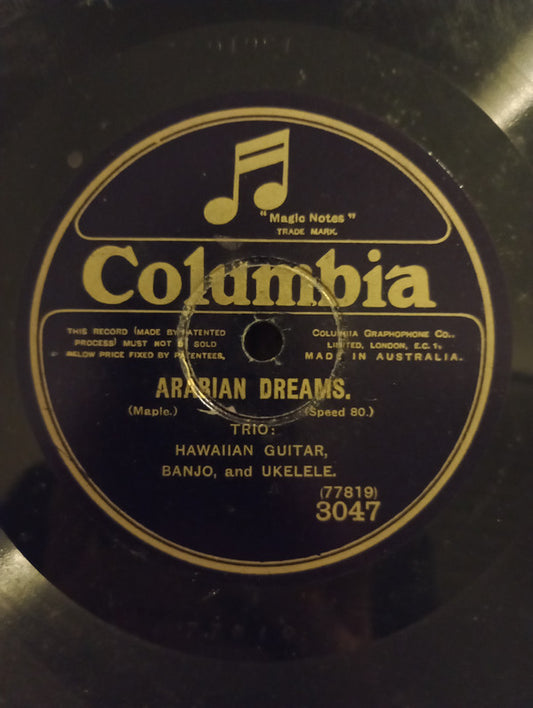 "Magic Notes"
TRADE MARK.
Columbia
THIS RECORD (MADE BY PATENTED
PROCESS) MUST NOT BE SOLD
BELOW PRICE FIXED BY PATENTEES.
COLUMBIA GRAPHOPHONE CO.,
LIMITED, LONDON, E.C. 1.
MADE IN AUSTRALIA.
ARABIAN DREAMS.
(Maple.) (Speed 80.)
TRIO:
HAWAIIAN GUITAR,
BANJO, and UKELELE.
(77819)
3047